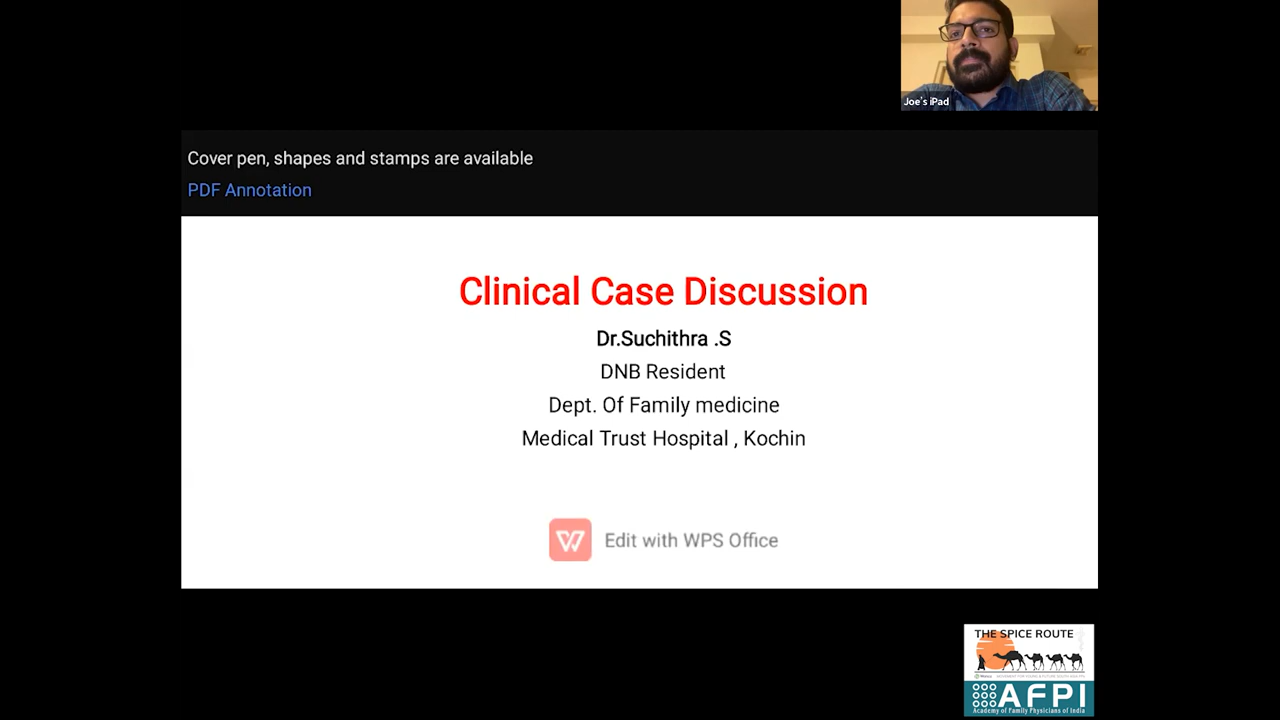 Joe's iPad
Cover pen, shapes and stamps are available
PDF Annotation
Clinical Case Discussion
Dr.Suchithra .S
DNB Resident
Dept. Of Family medicine
Medical Trust Hospital , Kochin
Edit with WPS Office
THE SPICE ROUTE
AFPI
Academy of Family Physicians of India